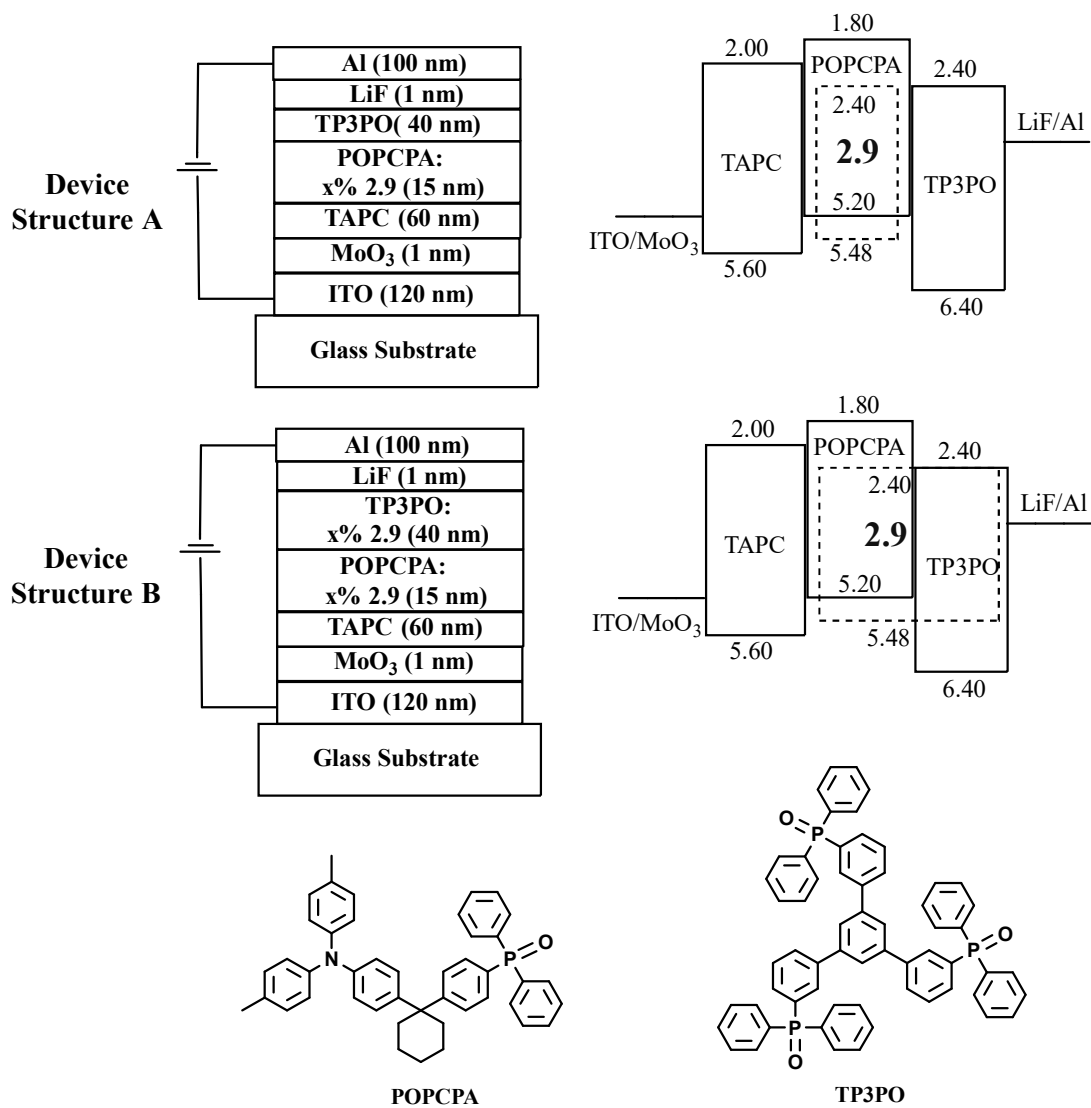 Device
Structure A
Al (100 nm)
LiF (1 nm)
TP3PO( 40 nm)
POPCPA:
x% 2.9 (15 nm)
TAPC (60 nm)
MoO₃ (1 nm)
ITO (120 nm)
Glass Substrate
ITO/MoO₃
2.00
TAPC
5.60
1.80
POPCPA
2.40
2.9
5.20
5.48
2.40
TP3PO
6.40
LiF/Al
Device
Structure B
Al (100 nm)
LiF (1 nm)
TP3PO:
x% 2.9 (40 nm)
POPCPA:
x% 2.9 (15 nm)
TAPC (60 nm)
MoO₃ (1 nm)
ITO (120 nm)
Glass Substrate
ITO/MoO₃
2.00
TAPC
5.60
1.80
POPCPA
2.40
2.9
5.20
5.48
2.40
TP3PO
6.40
LiF/Al
N
P
O
POPCPA
O
P
P
O
P
O
TP3PO